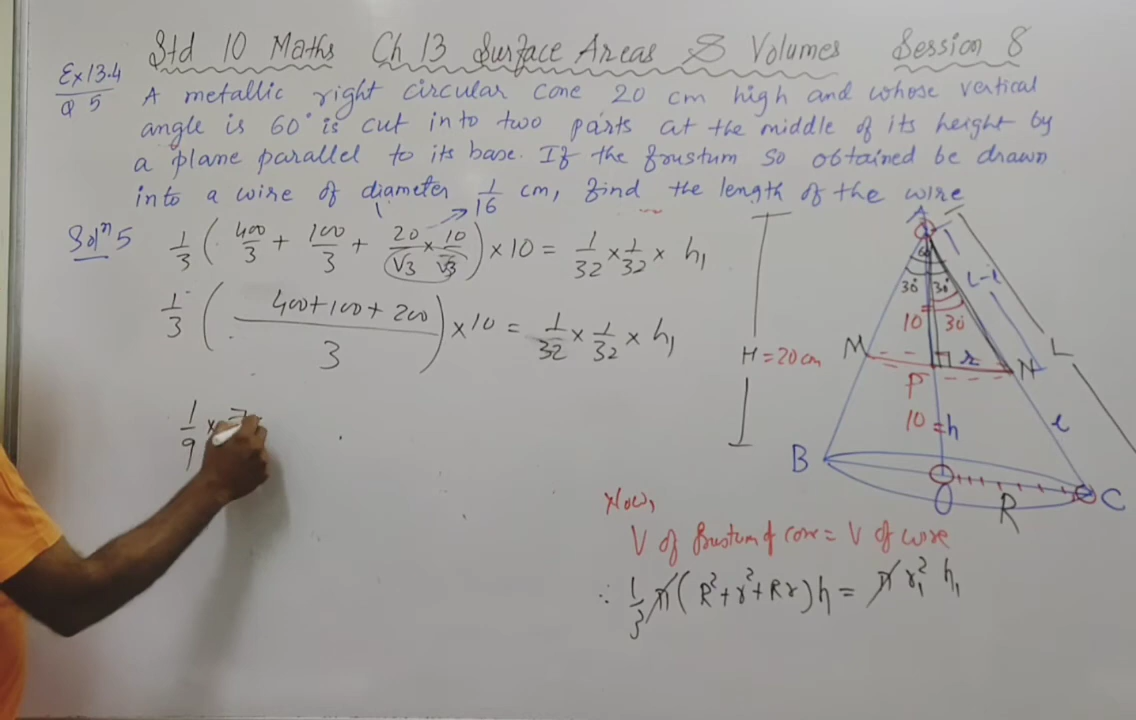 Std 10 Maths Ch 13 Surface Areas & Volumes Session 8
Ex 13.4
Q 5
A metallic right circular cone 20 cm high and whose vertical
angle is 60° is cut into two parts at the middle of its height by
a plane parallel to its base. If the frustum so obtained be drawn
into a wire of diameter 1/16 cm, find the length of the wire
Solⁿ 5
1/3 ( 400/3 + 100/3 + 20/√3 × 10/√3 ) × 10 = 1/32 × 1/32 × h₁
1/3 ( (400+100+200)/3 ) × 10 = 1/32 × 1/32 × h₁
1/9 × 7
H = 20 cm
A
60
30° 30°
L-l
10 30
L
M P r N
10 h
l
B O R C
Now,
V of frustum of cone = V of wire
∴ 1/3 π (R²+r²+Rr) h = π r₁² h₁